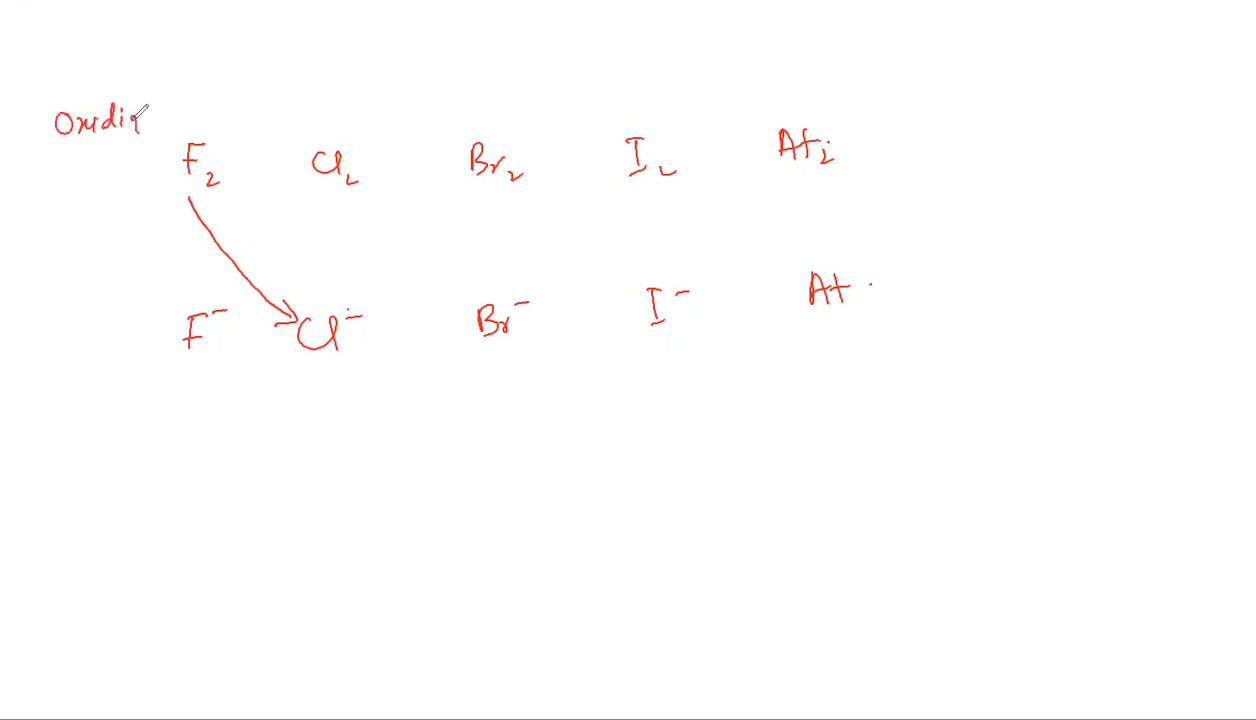 Oxidi
F₂ Cl₂ Br₂ I₂ At₂
F⁻ Cl⁻ Br⁻ I⁻ At